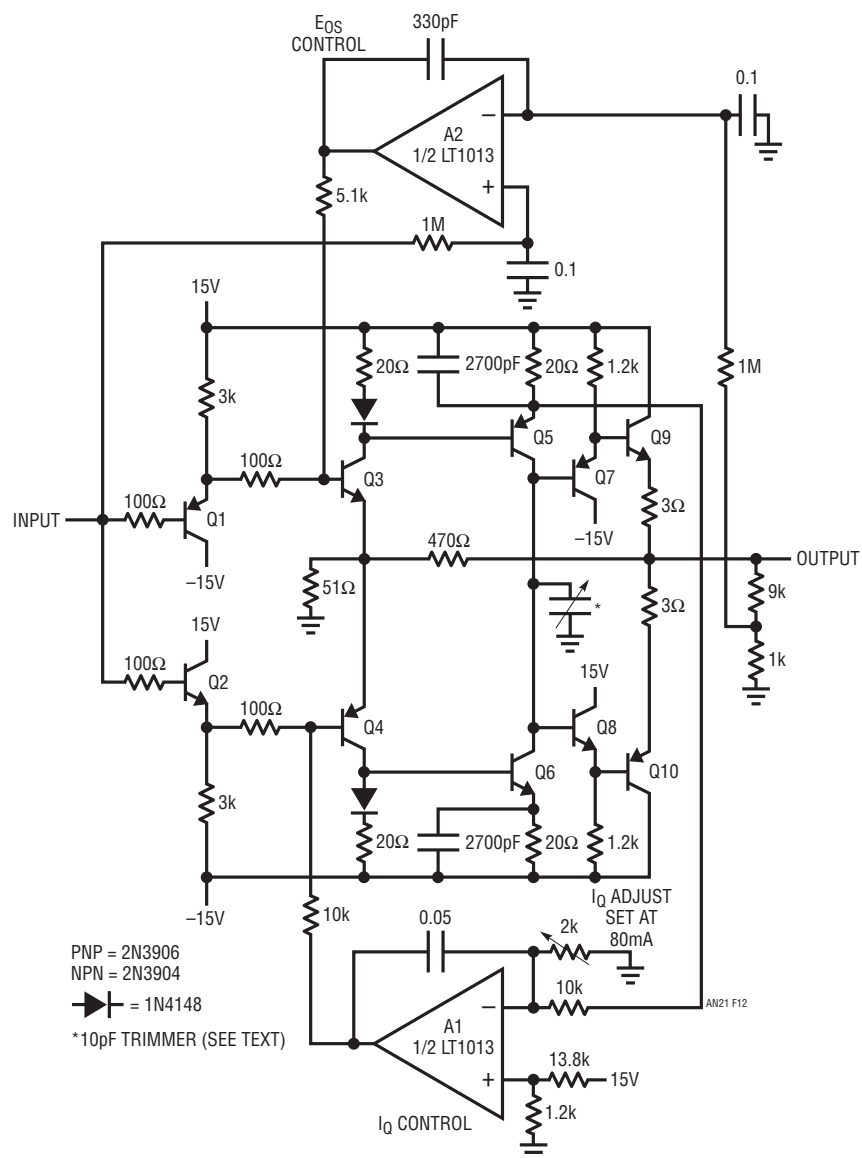 E_OS
CONTROL
330pF
0.1
A2
1/2 LT1013
−
+
5.1k
1M
0.1
15V
20Ω
2700pF
20Ω
1.2k
1M
3k
Q5
Q9
100Ω
Q3
Q7
3Ω
100Ω
INPUT
Q1
−15V
470Ω
OUTPUT
−15V
51Ω
*
3Ω
9k
15V
1k
100Ω
Q2
15V
100Ω
Q4
Q8
Q10
Q6
3k
20Ω
2700pF
20Ω
1.2k
−15V
10k
0.05
I_Q ADJUST
SET AT
80mA
2k
PNP = 2N3906
NPN = 2N3904
= 1N4148
*10pF TRIMMER (SEE TEXT)
10k
AN21 F12
−
A1
1/2 LT1013
+
13.8k
15V
1.2k
I_Q CONTROL